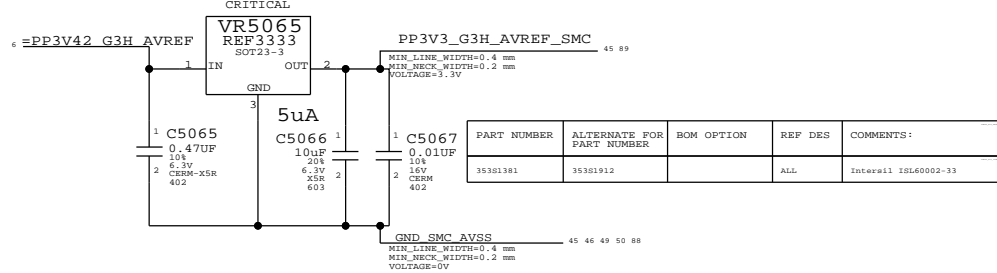 CRITICAL
VR5065
REF3333
SOT23-3
6 =PP3V42_G3H_AVREF
1 IN
OUT 2
GND
3
PP3V3_G3H_AVREF_SMC 45 89
MIN_LINE_WIDTH=0.4 mm
MIN_NECK_WIDTH=0.2 mm
VOLTAGE=3.3V
5uA
1
C5065
0.47UF
10%
6.3V
CERM-X5R
402
2
C5066
10uF
20%
6.3V
X5R
603
1
2
1
C5067
0.01UF
10%
16V
CERM
402
2
PART NUMBER ALTERNATE FOR PART NUMBER BOM OPTION REF DES COMMENTS:
353S1381 353S1912 ALL Intersil ISL60002-33
GND_SMC_AVSS 45 46 49 50 88
MIN_LINE_WIDTH=0.4 mm
MIN_NECK_WIDTH=0.2 mm
VOLTAGE=0V